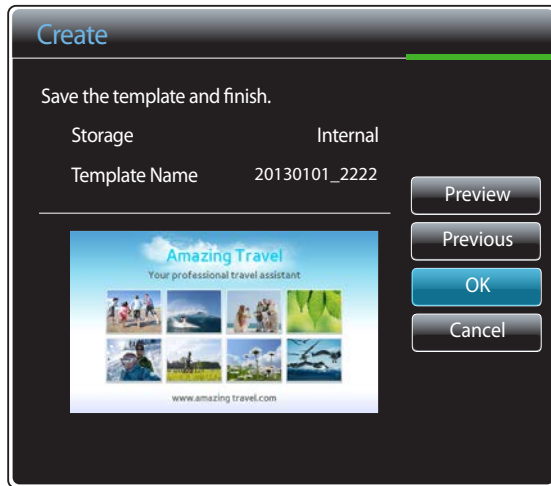 Create
Save the template and finish.
Storage Internal
Template Name 20130101_2222
Preview
Previous
OK
Cancel
Amazing Travel
Your professional travel assistant
www.amazing travel.com